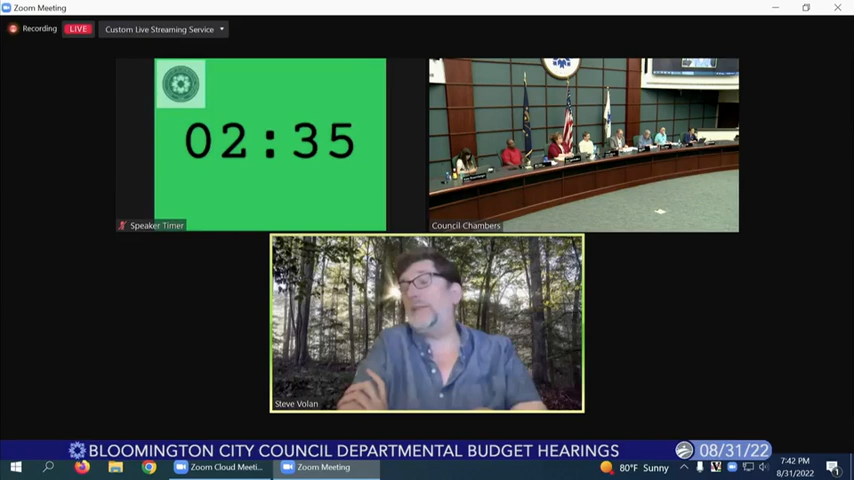 Zoom Meeting
Recording
LIVE
Custom Live Streaming Service
02:35
Speaker Timer
Council Chambers
Steve Volan
BLOOMINGTON CITY COUNCIL DEPARTMENTAL BUDGET HEARINGS
08/31/22
Zoom Cloud Meeti...
Zoom Meeting
80°F Sunny
7:42 PM
8/31/2022